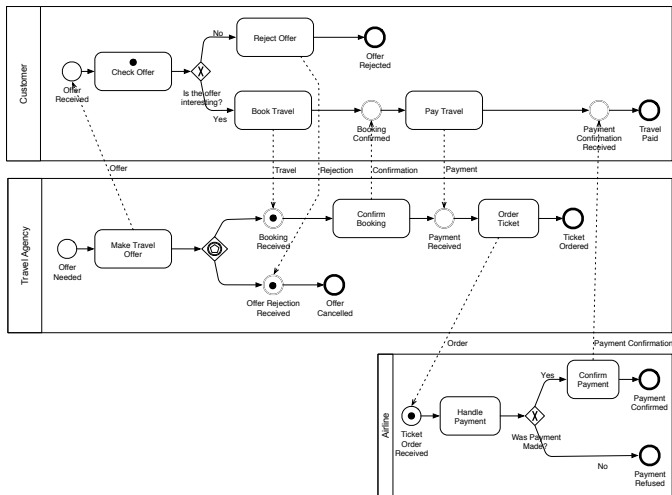 Customer
Offer
Received
Check Offer
No
Is the offer
interesting?
Yes
Reject Offer
Offer
Rejected
Book Travel
Booking
Confirmed
Pay Travel
Payment
Confirmation
Received
Travel
Paid
Offer
Travel
Rejection
Confirmation
Payment
Travel Agency
Offer
Needed
Make Travel
Offer
Booking
Received
Confirm
Booking
Payment
Received
Order
Ticket
Ticket
Ordered
Offer Rejection
Received
Offer
Cancelled
Order
Payment Confirmation
Airline
Ticket
Order
Received
Handle
Payment
Yes
Was Payment
Made?
No
Confirm
Payment
Payment
Confirmed
Payment
Refused